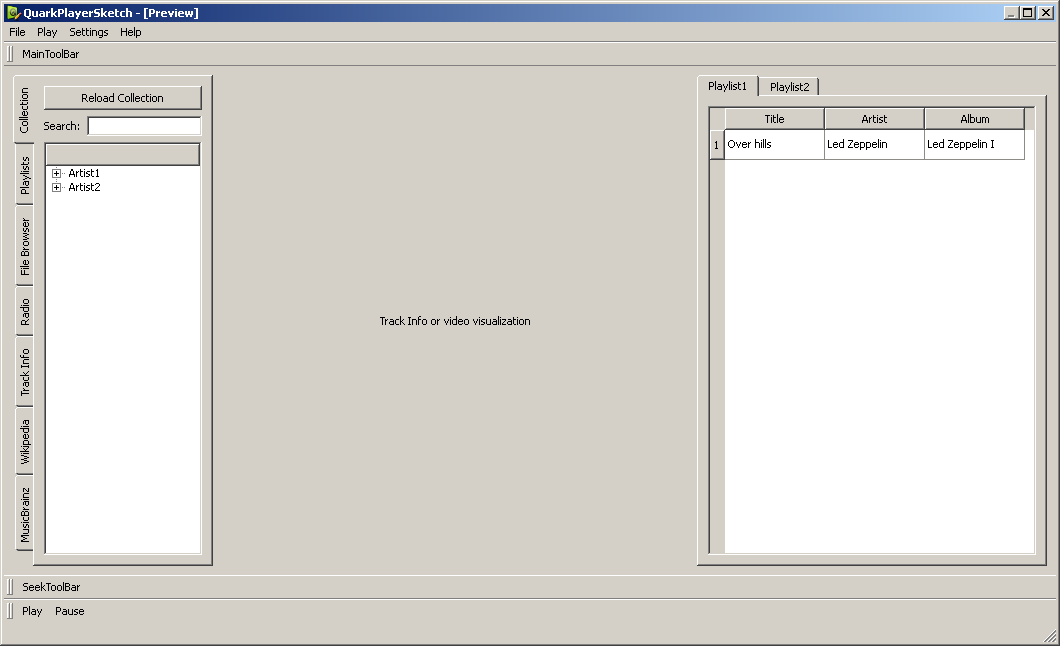 QuarkPlayerSketch - [Preview]
File Play Settings Help
MainToolBar
Collection
Playlists
File Browser
Radio
Track Info
Wikipedia
MusicBrainz
Reload Collection
Search:
Artist1
Artist2
Track Info or video visualization
Playlist1 Playlist2
Title Artist Album
1 Over hills Led Zeppelin Led Zeppelin I
SeekToolBar
Play Pause